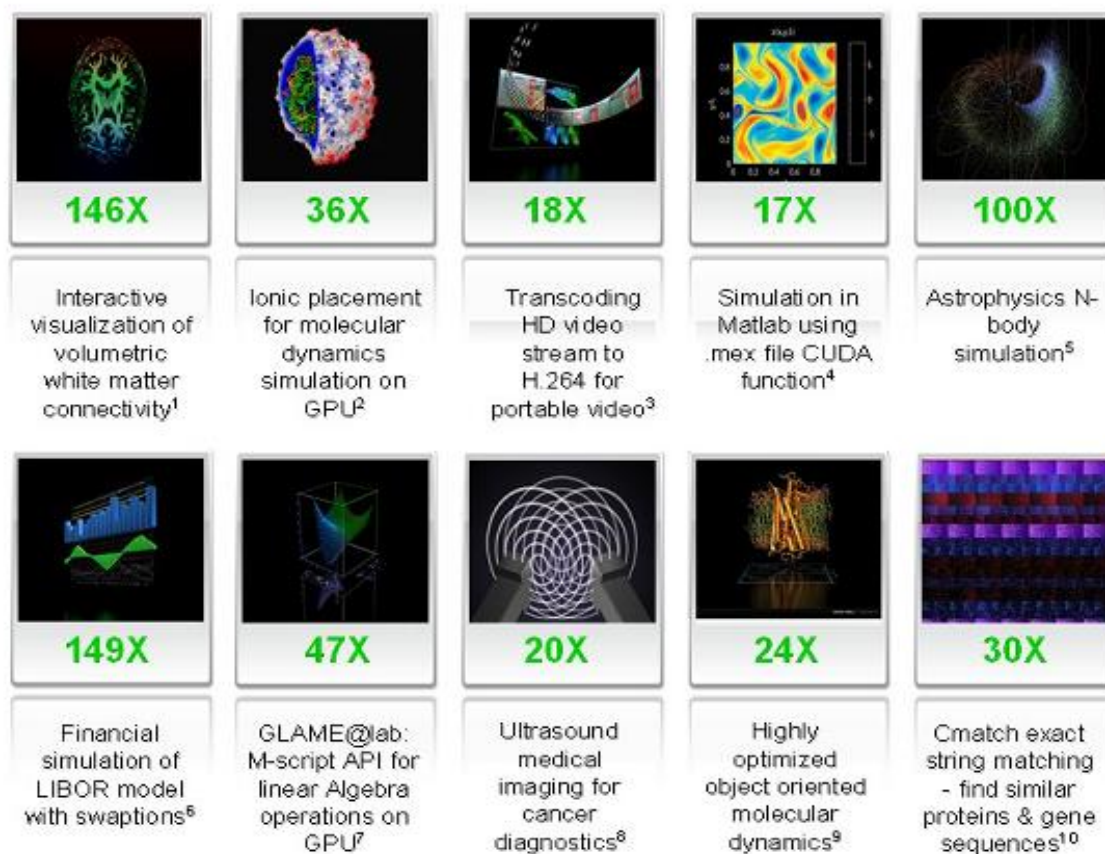 146X
36X
18X
17X
100X
Interactive
visualization of
volumetric
white matter
connectivity¹
Ionic placement
for molecular
dynamics
simulation on
GPU²
Transcoding
HD video
stream to
H.264 for
portable video³
Simulation in
Matlab using
.mex file CUDA
function⁴
Astrophysics N-
body
simulation⁵
149X
47X
20X
24X
30X
Financial
simulation of
LIBOR model
with swaptions⁶
GLAME@lab:
M-script API for
linear Algebra
operations on
GPU⁷
Ultrasound
medical
imaging for
cancer
diagnostics⁸
Highly
optimized
object oriented
molecular
dynamics⁹
Cmatch exact
string matching
- find similar
proteins & gene
sequences¹⁰